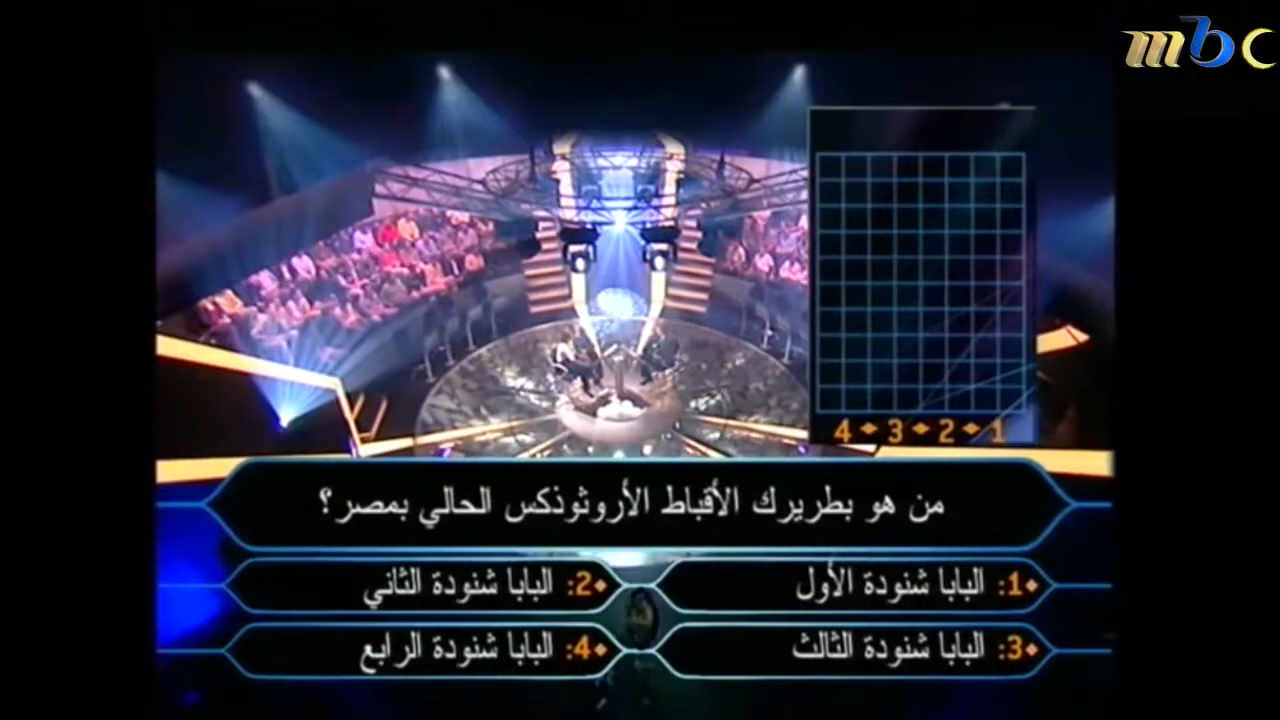 mbc
4 3 2 1
من هو بطريرك الأقباط الأروثوذكس الحالي بمصر؟
1: البابا شنودة الأول
2: البابا شنودة الثاني
3: البابا شنودة الثالث
4: البابا شنودة الرابع